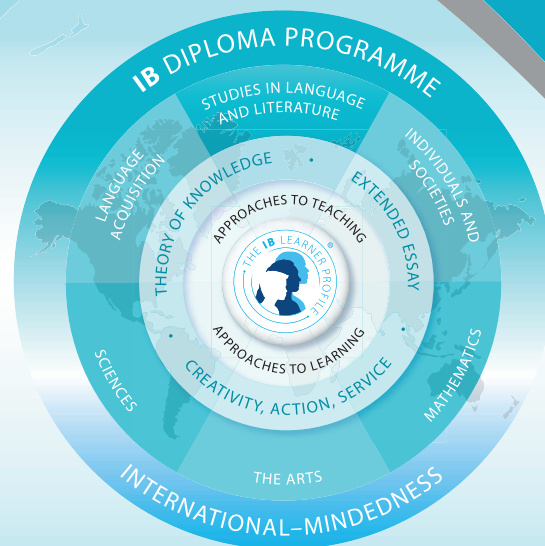 IB DIPLOMA PROGRAMME
STUDIES IN LANGUAGE
AND LITERATURE
LANGUAGE
ACQUISITION
INDIVIDUALS AND
SOCIETIES
THEORY OF KNOWLEDGE
EXTENDED ESSAY
APPROACHES TO TEACHING
THE IB LEARNER PROFILE ®
APPROACHES TO LEARNING
CREATIVITY, ACTION, SERVICE
SCIENCES
MATHEMATICS
THE ARTS
INTERNATIONAL–MINDEDNESS